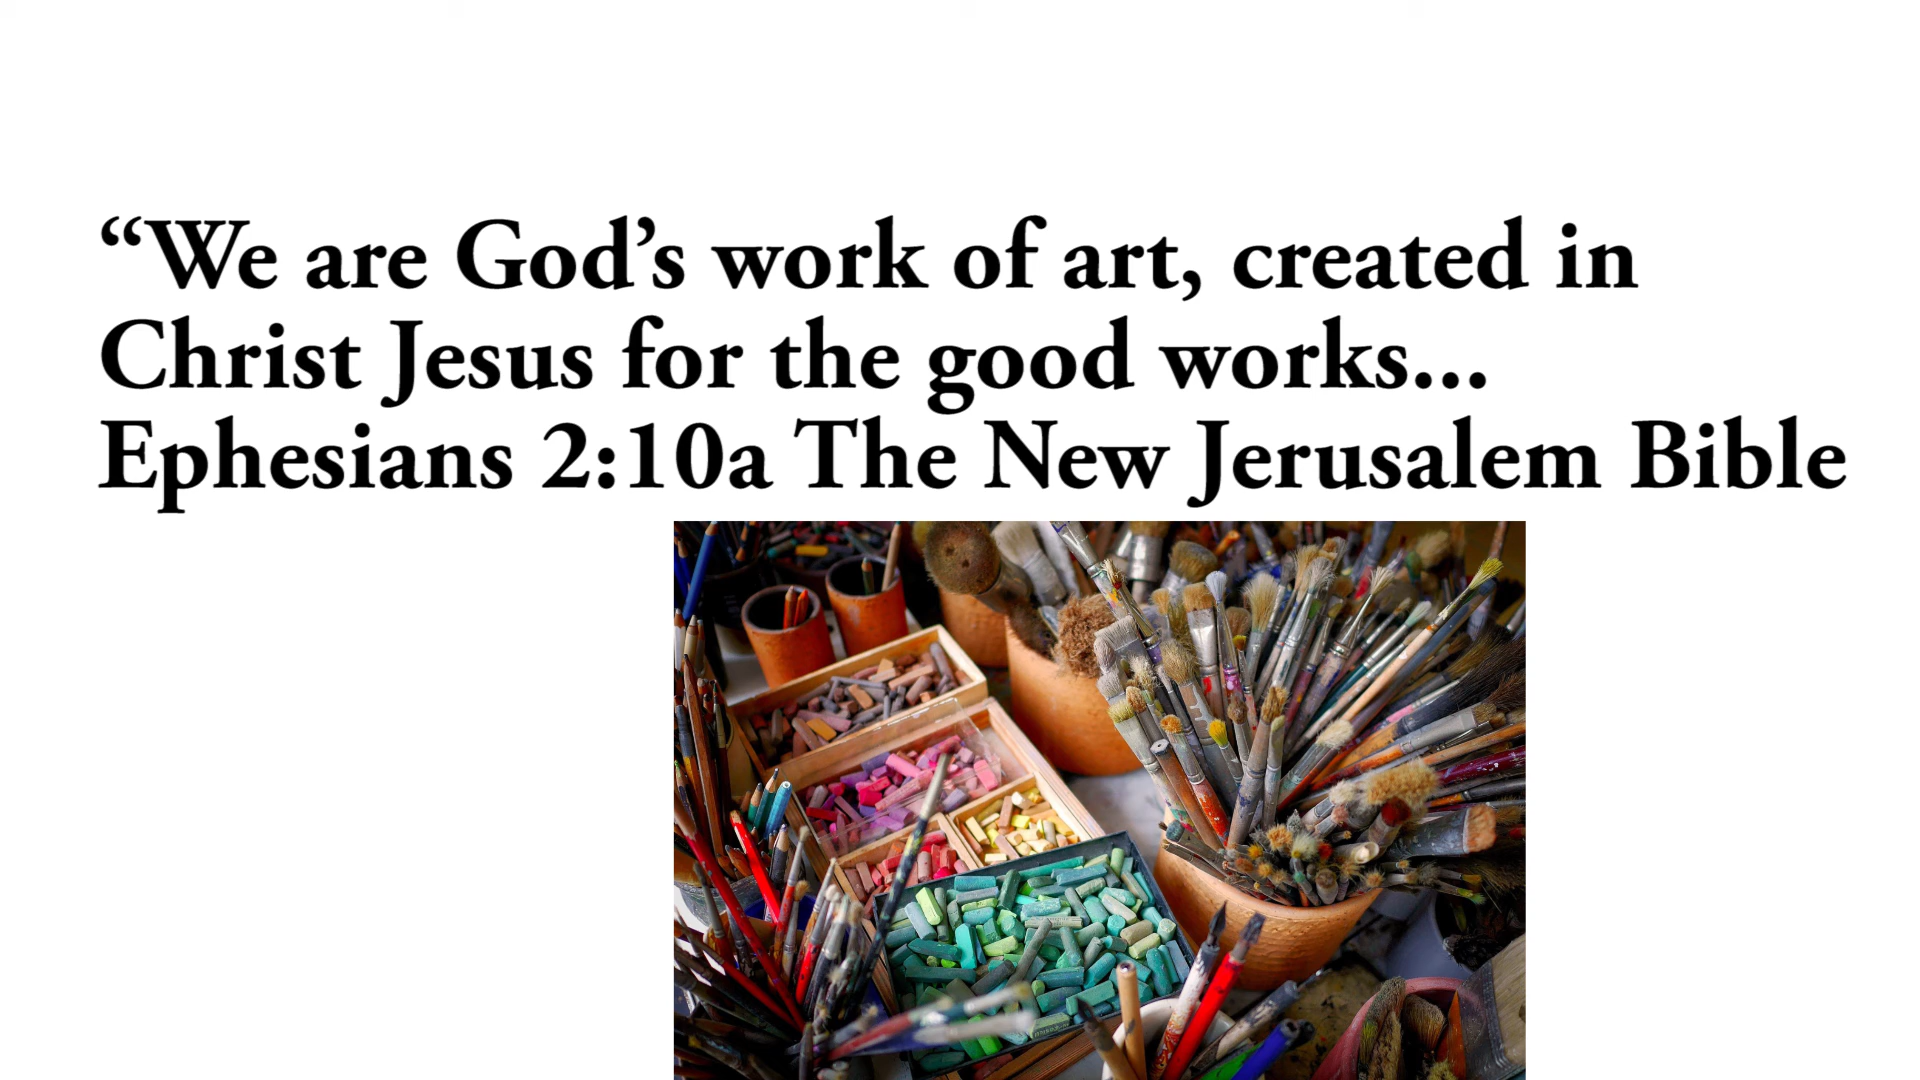 “We are God’s work of art, created in
Christ Jesus for the good works...
Ephesians 2:10a The New Jerusalem Bible